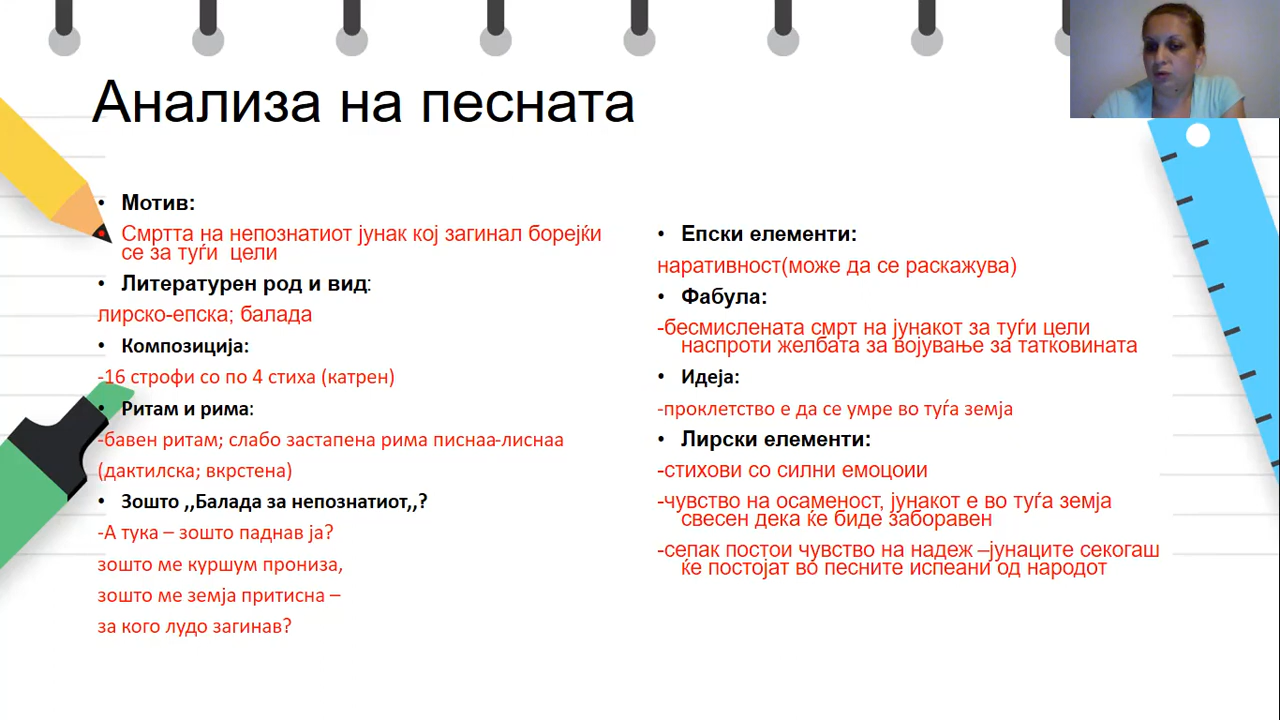 Анализа на песната
• Мотив:
• Смртта на непознатиот јунак кој загинал борејќи
се за туѓи цели
• Литературен род и вид:
лирско-епска; балада
• Композиција:
-16 строфи со по 4 стиха (катрен)
• Ритам и рима:
-бавен ритам; слабо застапена рима писнаа-лиснаа
(дактилска; вкрстена)
• Зошто ,,Балада за непознатиот,,?
-А тука – зошто паднав ја?
зошто ме куршум прониза,
зошто ме земја притисна –
за кого лудо загинав?
• Епски елементи:
наративност(може да се раскажува)
• Фабула:
-бесмислената смрт на јунакот за туѓи цели
наспроти желбата за војување за татковината
• Идеја:
-проклетство е да се умре во туѓа земја
• Лирски елементи:
-стихови со силни емоцоии
-чувство на осаменост, јунакот е во туѓа земја
свесен дека ќе биде заборавен
-сепак постои чувство на надеж –јунаците секогаш
ќе постојат во песните испеани од народот